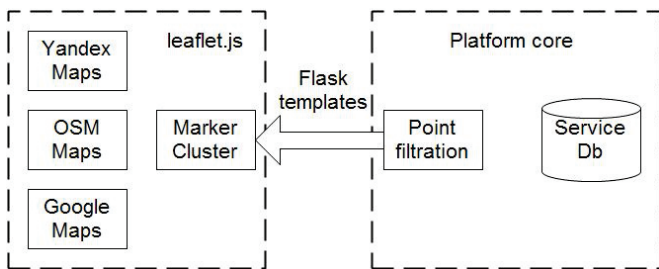 leaflet.js
Yandex
Maps
OSM
Maps
Google
Maps
Marker
Cluster
Flask
templates
Platform core
Point
filtration
Service
Db